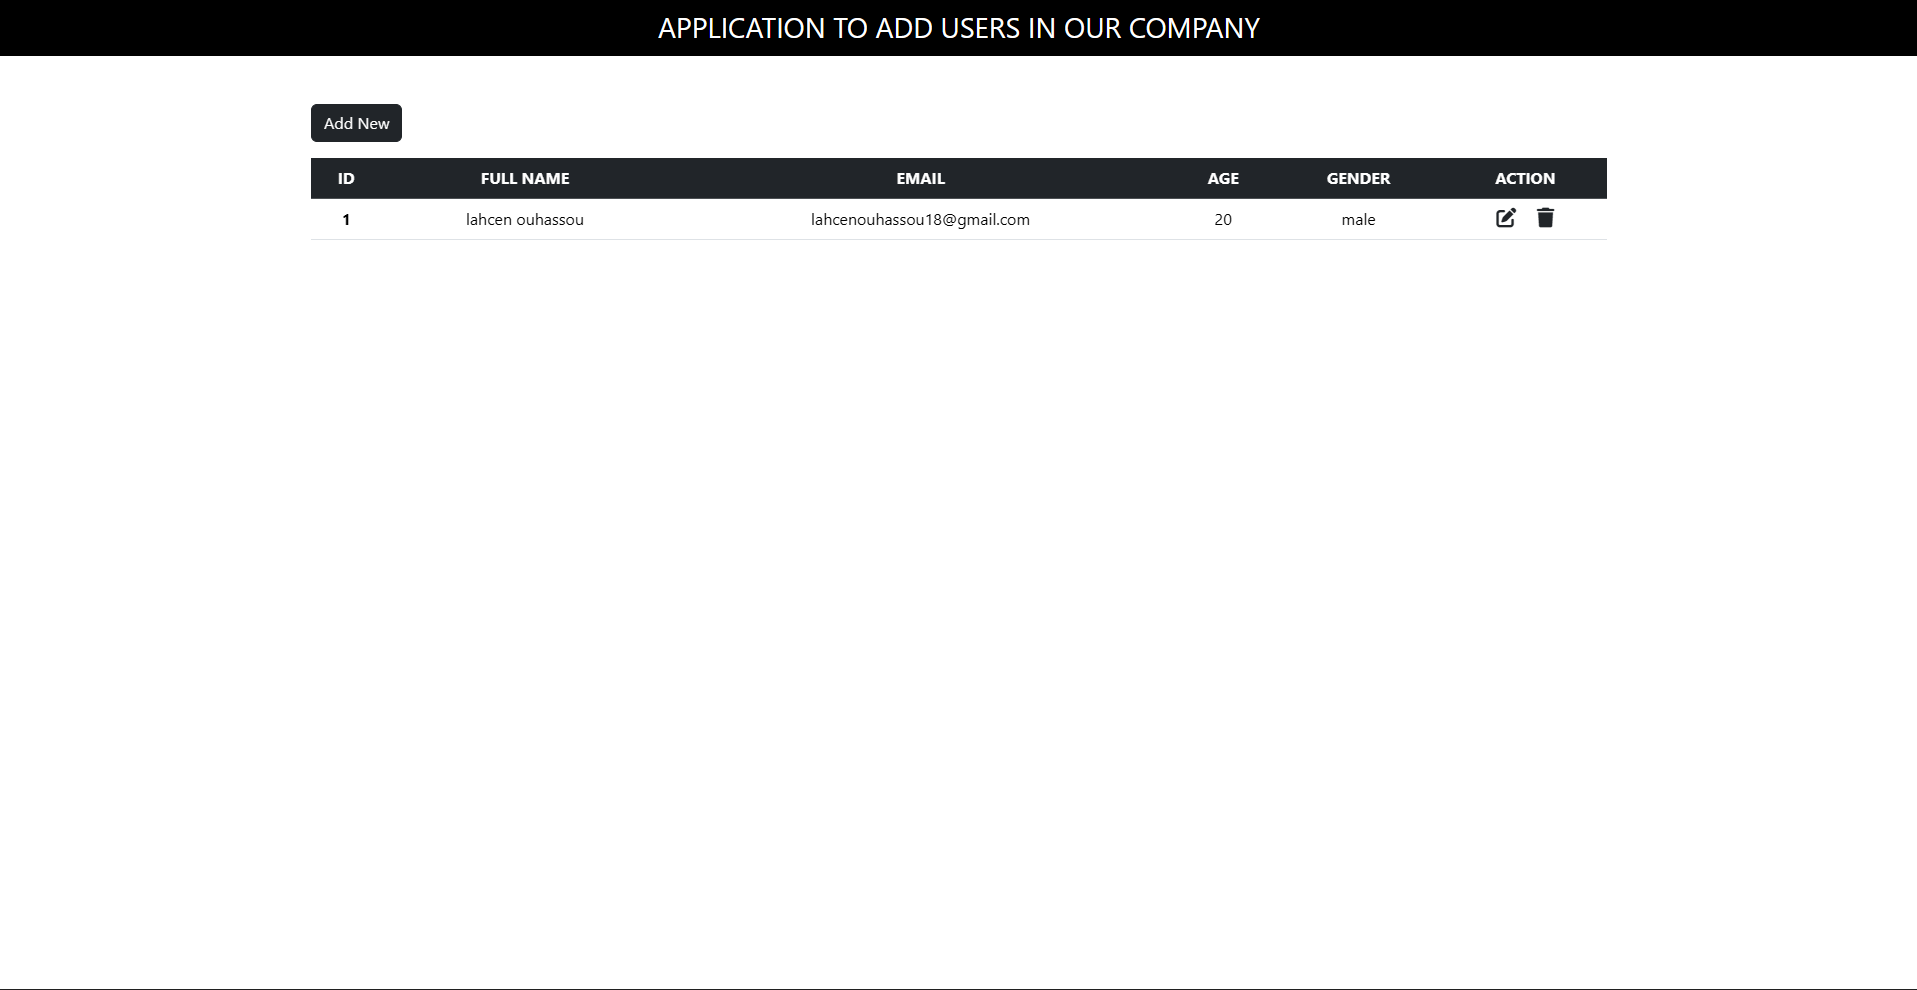 APPLICATION TO ADD USERS IN OUR COMPANY
Add New
ID FULL NAME EMAIL AGE GENDER ACTION
1 lahcen ouhassou lahcenouhassou18@gmail.com 20 male